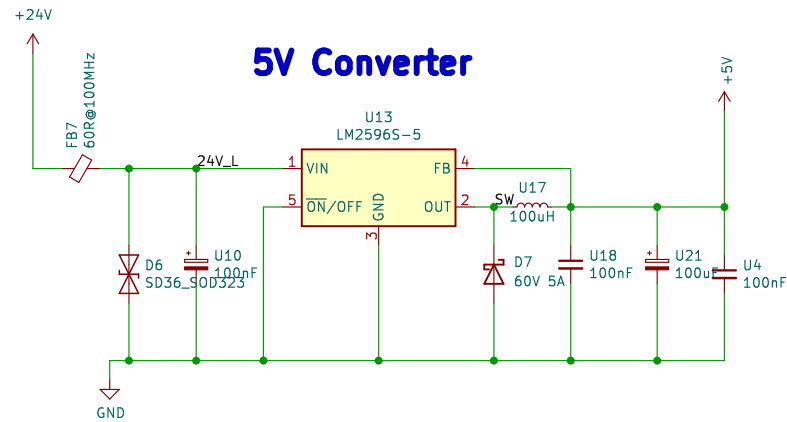 +24V
5V Converter
+5V
FB7
60R@100MHz
U13
LM2596S-5
24V_L
1
VIN
FB
4
5
ON/OFF
GND
OUT
2
3
SW
U17
100uH
D6
SD36_SOD323
U10
100nF
D7
60V 5A
U18
100nF
U21
100uF
U4
100nF
GND